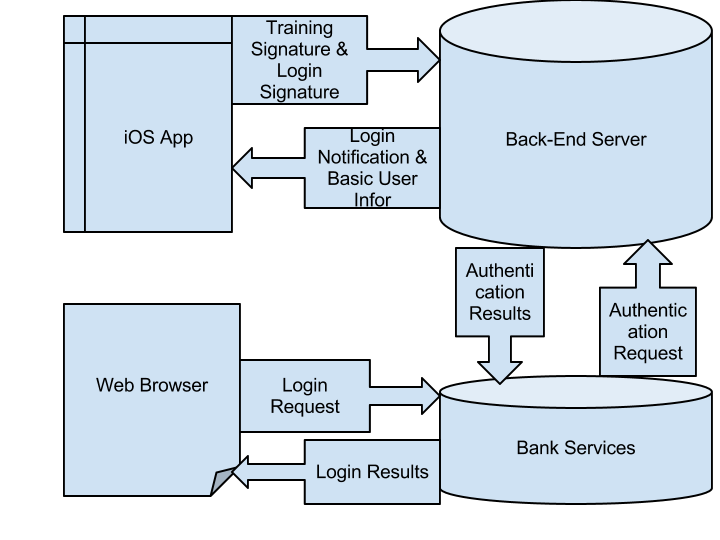 Training
Signature &
Login
Signature
iOS App
Back-End Server
Login
Notification &
Basic User
Infor
Authenti
cation
Results
Authentic
ation
Request
Web Browser
Login
Request
Bank Services
Login Results